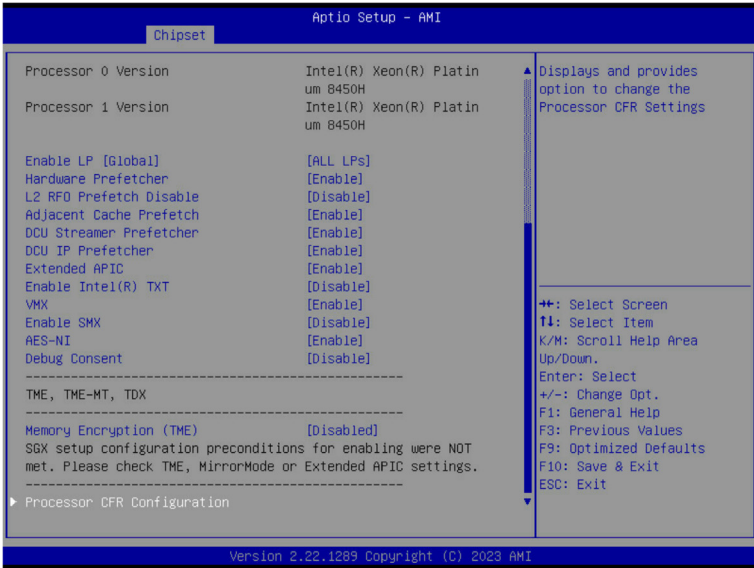 Aptio Setup – AMI
Chipset
Processor 0 Version Intel(R) Xeon(R) Platin
um 8450H
Processor 1 Version Intel(R) Xeon(R) Platin
um 8450H
Enable LP [Global] [ALL LPs]
Hardware Prefetcher [Enable]
L2 RFO Prefetch Disable [Disable]
Adjacent Cache Prefetch [Enable]
DCU Streamer Prefetcher [Enable]
DCU IP Prefetcher [Enable]
Extended APIC [Enable]
Enable Intel(R) TXT [Disable]
VMX [Enable]
Enable SMX [Disable]
AES-NI [Enable]
Debug Consent [Disable]
----------------------------------------------------
TME, TME-MT, TDX
----------------------------------------------------
Memory Encryption (TME) [Disabled]
SGX setup configuration preconditions for enabling were NOT
met. Please check TME, MirrorMode or Extended APIC settings.
----------------------------------------------------
Processor CFR Configuration
Displays and provides
option to change the
Processor CFR Settings
→←: Select Screen
↑↓: Select Item
K/M: Scroll Help Area
Up/Down.
Enter: Select
+/-: Change Opt.
F1: General Help
F3: Previous Values
F9: Optimized Defaults
F10: Save & Exit
ESC: Exit
Version 2.22.1289 Copyright (C) 2023 AMI